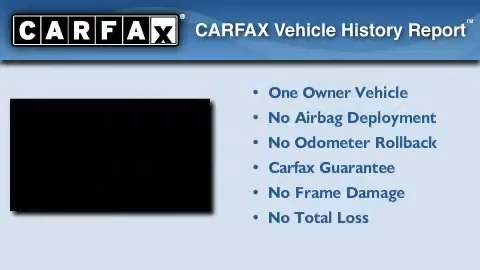 CARFAX® CARFAX Vehicle History Report™
• One Owner Vehicle
• No Airbag Deployment
• No Odometer Rollback
• Carfax Guarantee
• No Frame Damage
• No Total Loss